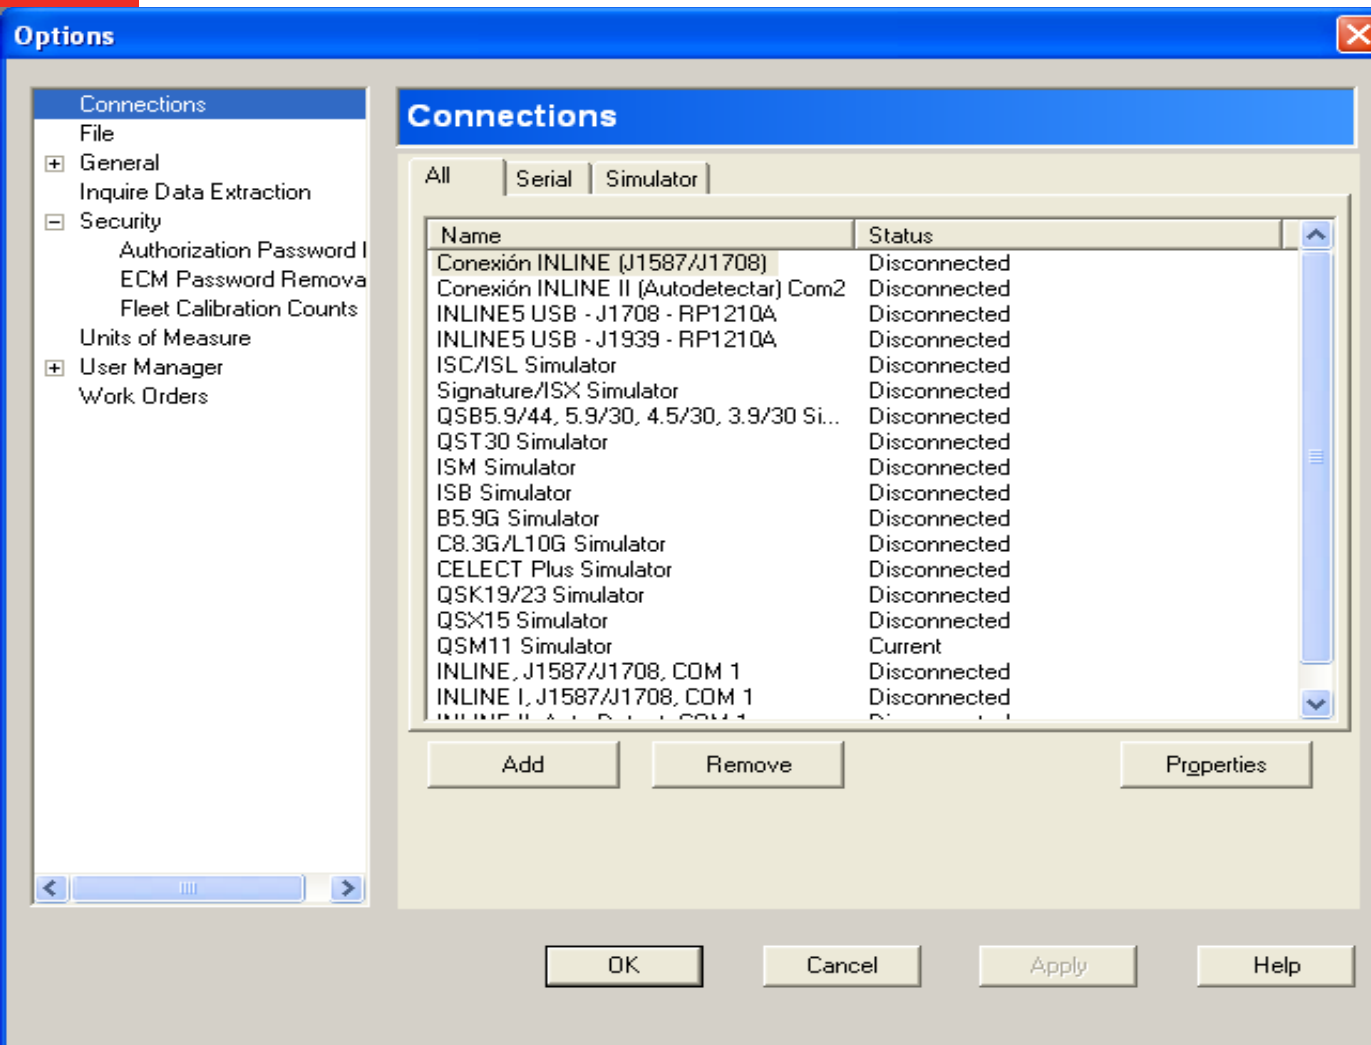 Options
Connections
File
General
Inquire Data Extraction
Security
Authorization Password
ECM Password Remova
Fleet Calibration Counts
Units of Measure
User Manager
Work Orders
Connections
All Serial Simulator
Name Status
Conexión INLINE (J1587/J1708) Disconnected
Conexión INLINE II (Autodetectar) Com2 Disconnected
INLINE5 USB - J1708 - RP1210A Disconnected
INLINE5 USB - J1939 - RP1210A Disconnected
ISC/ISL Simulator Disconnected
Signature/ISX Simulator Disconnected
QSB5.9/44, 5.9/30, 4.5/30, 3.9/30 Si... Disconnected
QST30 Simulator Disconnected
ISM Simulator Disconnected
ISB Simulator Disconnected
B5.9G Simulator Disconnected
C8.3G/L10G Simulator Disconnected
CELECT Plus Simulator Disconnected
QSK19/23 Simulator Disconnected
QSX15 Simulator Disconnected
QSM11 Simulator Current
INLINE, J1587/J1708, COM 1 Disconnected
INLINE I, J1587/J1708, COM 1 Disconnected
Add Remove Properties
OK Cancel Apply Help